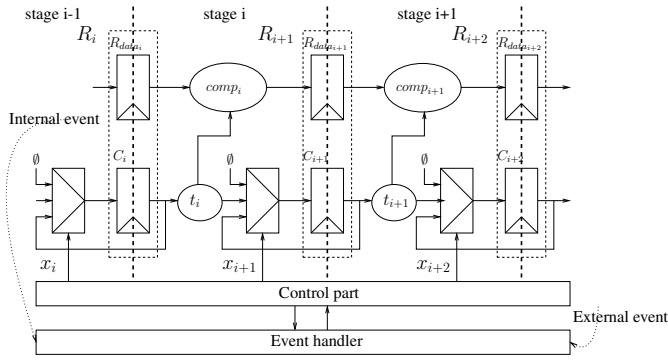 stage i-1 stage i stage i+1
R_i R_{i+1} R_{i+2}
R_{data_i} R_{data_{i+1}} R_{data_{i+2}}
comp_i comp_{i+1}
Internal event
∅ C_i ∅ C_{i+1} ∅ C_{i+2}
t_i t_{i+1}
x_i x_{i+1} x_{i+2}
Control part
External event
Event handler